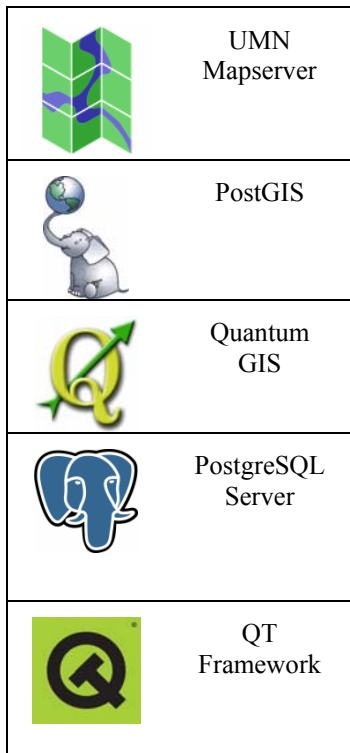 UMN
Mapserver
PostGIS
Quantum
GIS
PostgreSQL
Server
QT
Framework